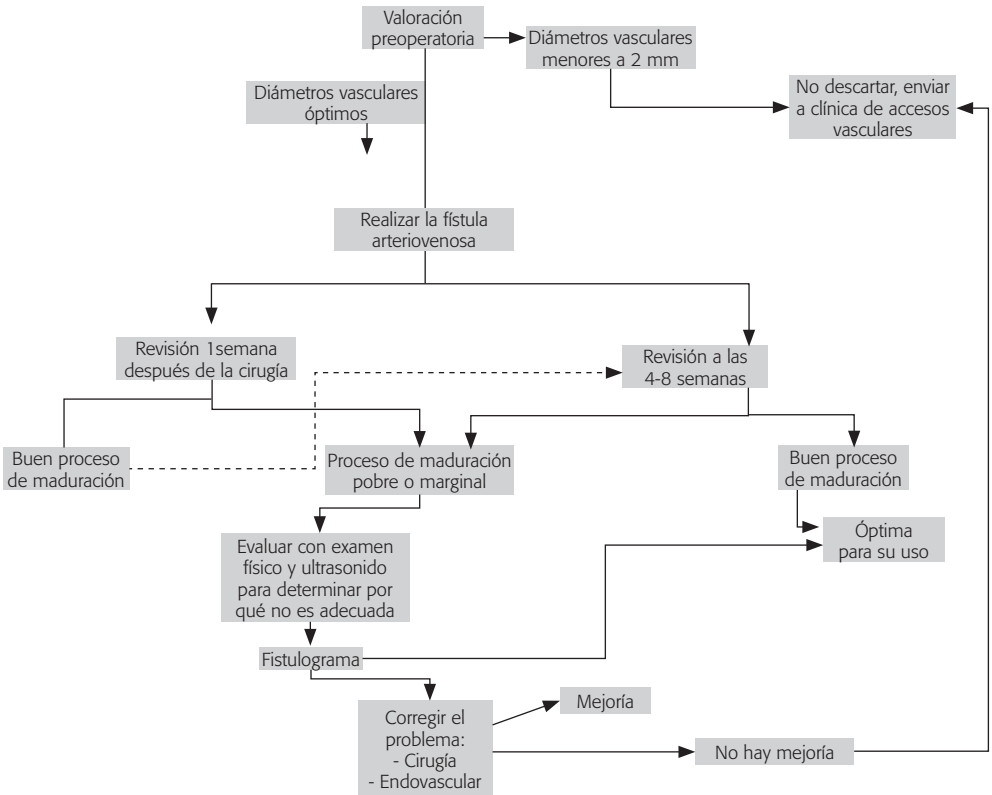 Valoración
preoperatoria
Diámetros vasculares
menores a 2 mm
No descartar, enviar
a clínica de accesos
vasculares
Diámetros vasculares
óptimos
Realizar la fístula
arteriovenosa
Revisión 1semana
después de la cirugía
Revisión a las
4-8 semanas
Buen proceso
de maduración
Proceso de maduración
pobre o marginal
Buen proceso
de maduración
Óptima
para su uso
Evaluar con examen
físico y ultrasonido
para determinar por
qué no es adecuada
Fistulograma
Corregir el
problema:
- Cirugía
- Endovascular
Mejoría
No hay mejoría